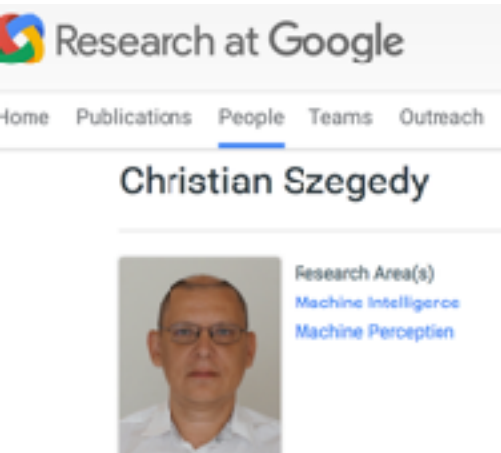 Research at Google
Home Publications People Teams Outreach
Christian Szegedy
Research Area(s)
Machine Intelligence
Machine Perception